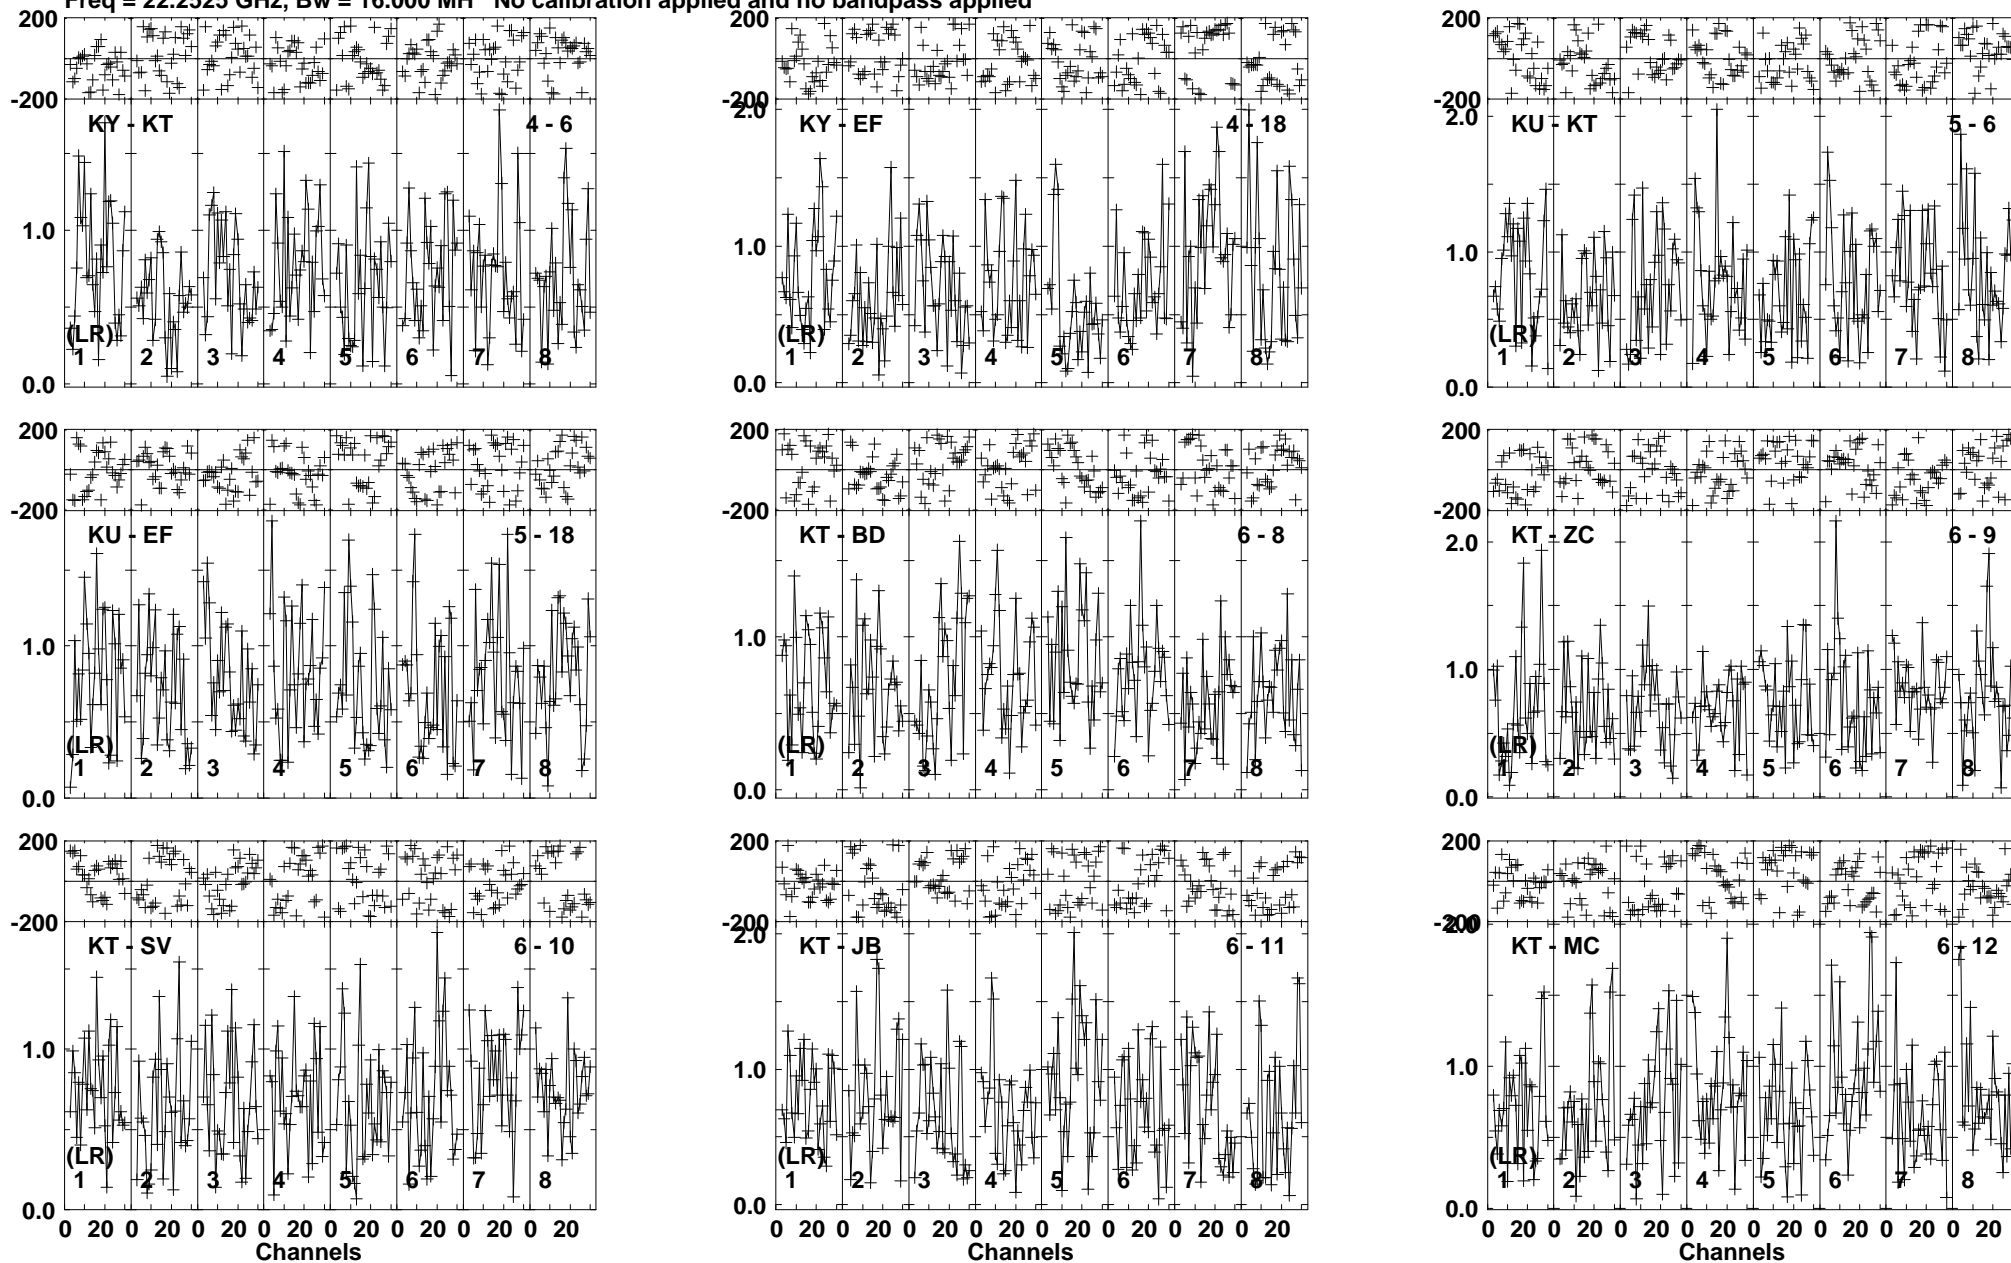 Freq = 22.2525 GHz, Bw = 16.000 MH No calibration applied and no bandpass applied
200 200 200
-200 -200 -200
KY - KT 4 - 6
2.0 KY - EF 4 - 18
2.0 KU - KT 5 - 6
1.0 1.0 1.0
(LR) (LR) (LR)
1 2 3 4 5 6 7 8
1 2 3 4 5 6 7 8
1 2 3 4 5 6 7 8
0.0 0.0 0.0
200 200 200
-200 -200 -200
KU - EF 5 - 18
KT - BD 6 - 8
2.0 KT - ZC 6 - 9
1.0 1.0 1.0
(LR) (LR) (LR)
1 2 3 4 5 6 7 8
1 2 3 4 5 6 7 8
1 2 3 4 5 6 7 8
0.0 0.0 0.0
200 200 200
-200 -200 -200
KT - SV 6 - 10
2.0 KT - JB 6 - 11
2.0 KT - MC 6 - 12
1.0 1.0 1.0
(LR) (LR) (LR)
1 2 3 4 5 6 7 8
1 2 3 4 5 6 7 8
1 2 3 4 5 6 7 8
0.0 0.0 0.0
0 20 0 20 0 20 0 20 0 20 0 20 0 20 0 20
0 20 0 20 0 20 0 20 0 20 0 20 0 20 0 20
0 20 0 20 0 20 0 20 0 20 0 20 0 20 0 20
Channels Channels Channels